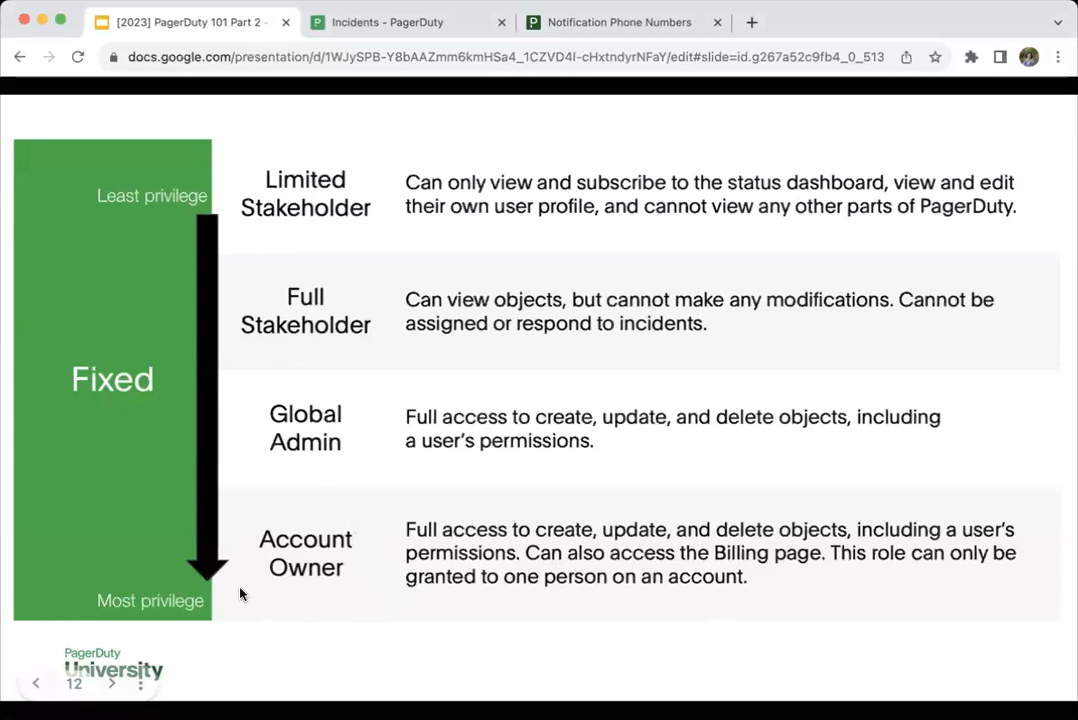 [2023] PagerDuty 101 Part 2 -
Incidents - PagerDuty
Notification Phone Numbers
docs.google.com/presentation/d/1WJySPB-Y8bAAZmm6kmHSa4_1CZVD4l-cHxtndyrNFaY/edit#slide=id.g267a52c9fb4_0_513
Least privilege
Fixed
Most privilege
Limited
Stakeholder
Can only view and subscribe to the status dashboard, view and edit
their own user profile, and cannot view any other parts of PagerDuty.
Full
Stakeholder
Can view objects, but cannot make any modifications. Cannot be
assigned or respond to incidents.
Global
Admin
Full access to create, update, and delete objects, including
a user's permissions.
Account
Owner
Full access to create, update, and delete objects, including a user's
permissions. Can also access the Billing page. This role can only be
granted to one person on an account.
PagerDuty
University
12